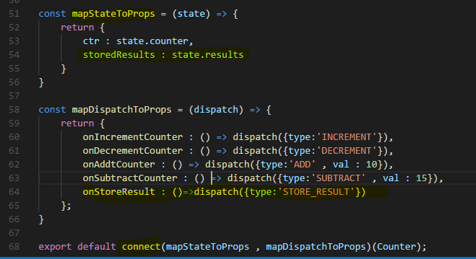 51 const mapStateToProps = (state) => {
52 return {
53 ctr : state.counter,
54 storedResults : state.results
55 }
56 }
57
58 const mapDispatchToProps = (dispatch) => {
59 return {
60 onIncrementCounter : () => dispatch({type:'INCREMENT'}),
61 onDecrementCounter : () => dispatch({type:'DECREMENT'}),
62 onAddtCounter : () => dispatch({type:'ADD' , val : 10}),
63 onSubtractCounter : () => dispatch({type:'SUBTRACT' , val : 15}),
64 onStoreResult : ()=>dispatch({type:'STORE_RESULT'})
65 };
66 }
67
68 export default connect(mapStateToProps , mapDispatchToProps)(Counter);